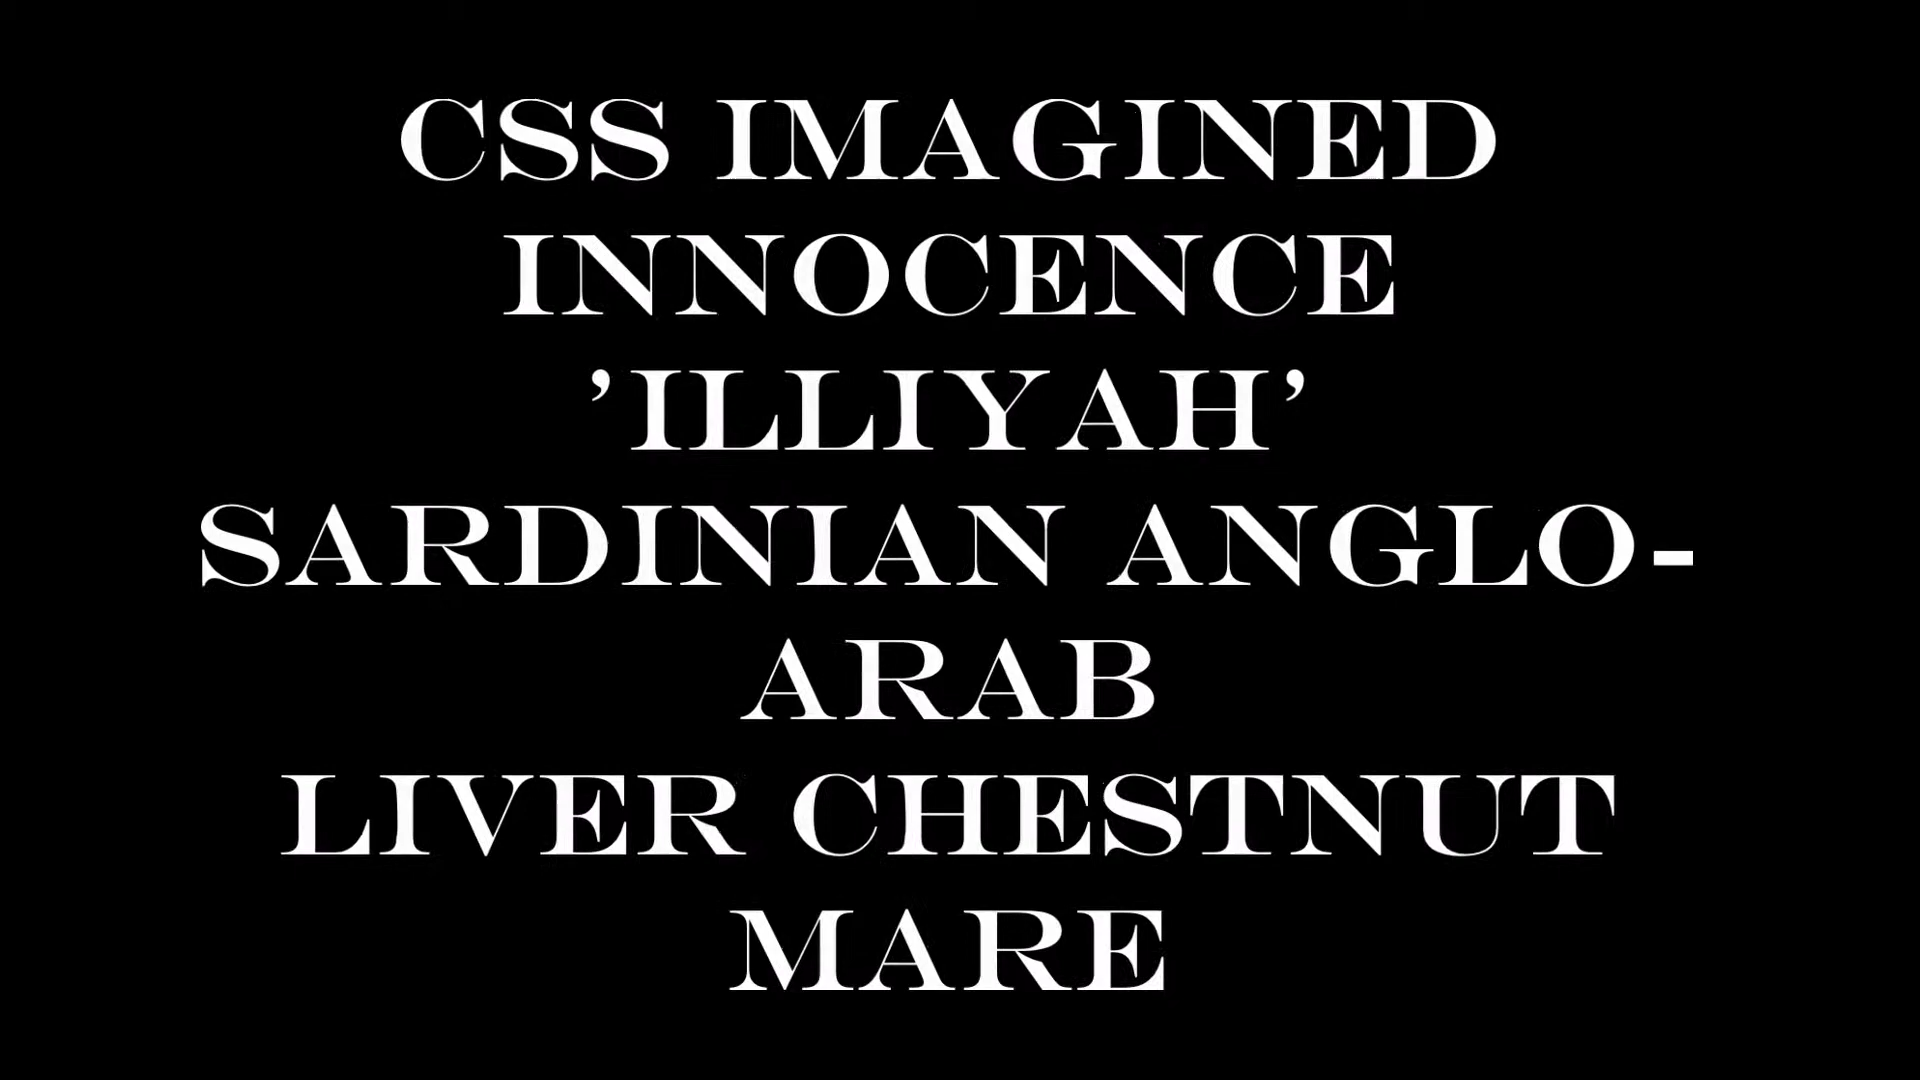 CSS IMAGINED
INNOCENCE
’ILLIYAH’
SARDINIAN ANGLO-
ARAB
LIVER CHESTNUT
MARE